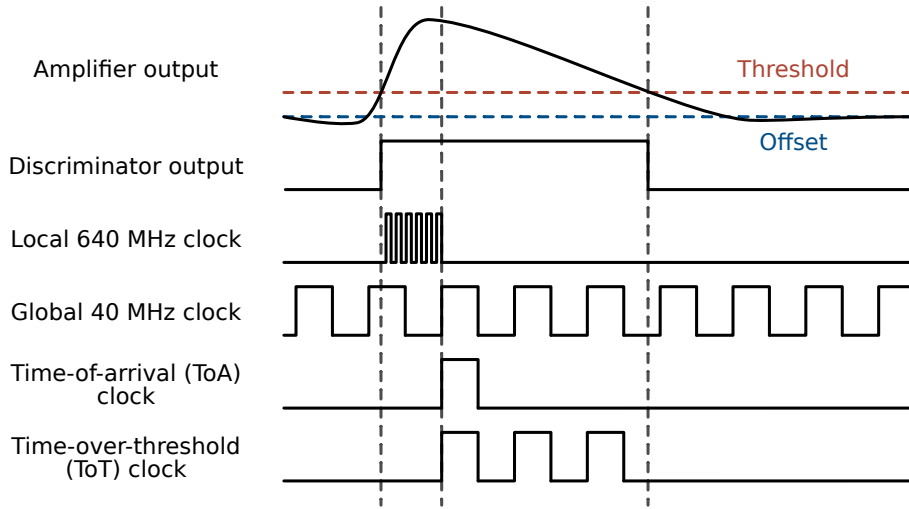 Amplifier output
Threshold
Offset
Discriminator output
Local 640 MHz clock
Global 40 MHz clock
Time-of-arrival (ToA)
clock
Time-over-threshold
(ToT) clock